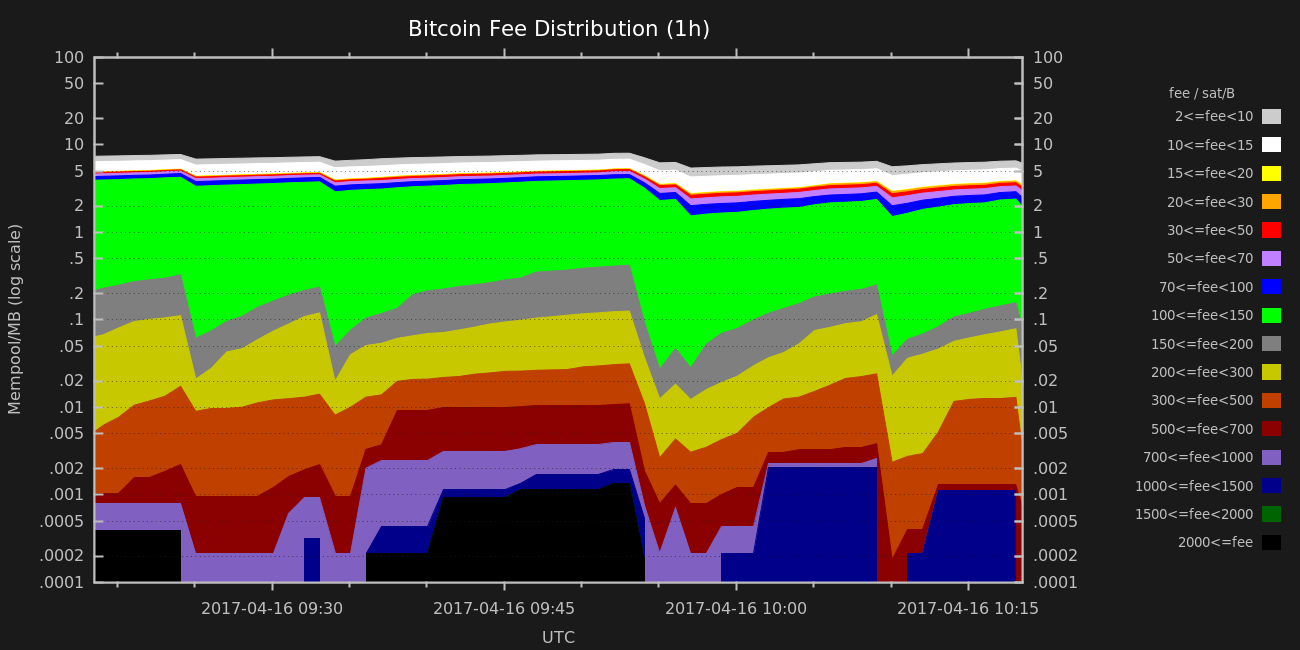 Bitcoin Fee Distribution (1h)
100 100
50 50
20 20
10 10
5 5
2 2
1 1
.5 .5
.2 .2
.1 .1
.05 .05
.02 .02
.01 .01
.005 .005
.002 .002
.001 .001
.0005 .0005
.0002 .0002
.0001 .0001
Mempool/MB (log scale)
2017-04-16 09:30 2017-04-16 09:45 2017-04-16 10:00 2017-04-16 10:15
UTC
fee / sat/B
2<=fee<10
10<=fee<15
15<=fee<20
20<=fee<30
30<=fee<50
50<=fee<70
70<=fee<100
100<=fee<150
150<=fee<200
200<=fee<300
300<=fee<500
500<=fee<700
700<=fee<1000
1000<=fee<1500
1500<=fee<2000
2000<=fee